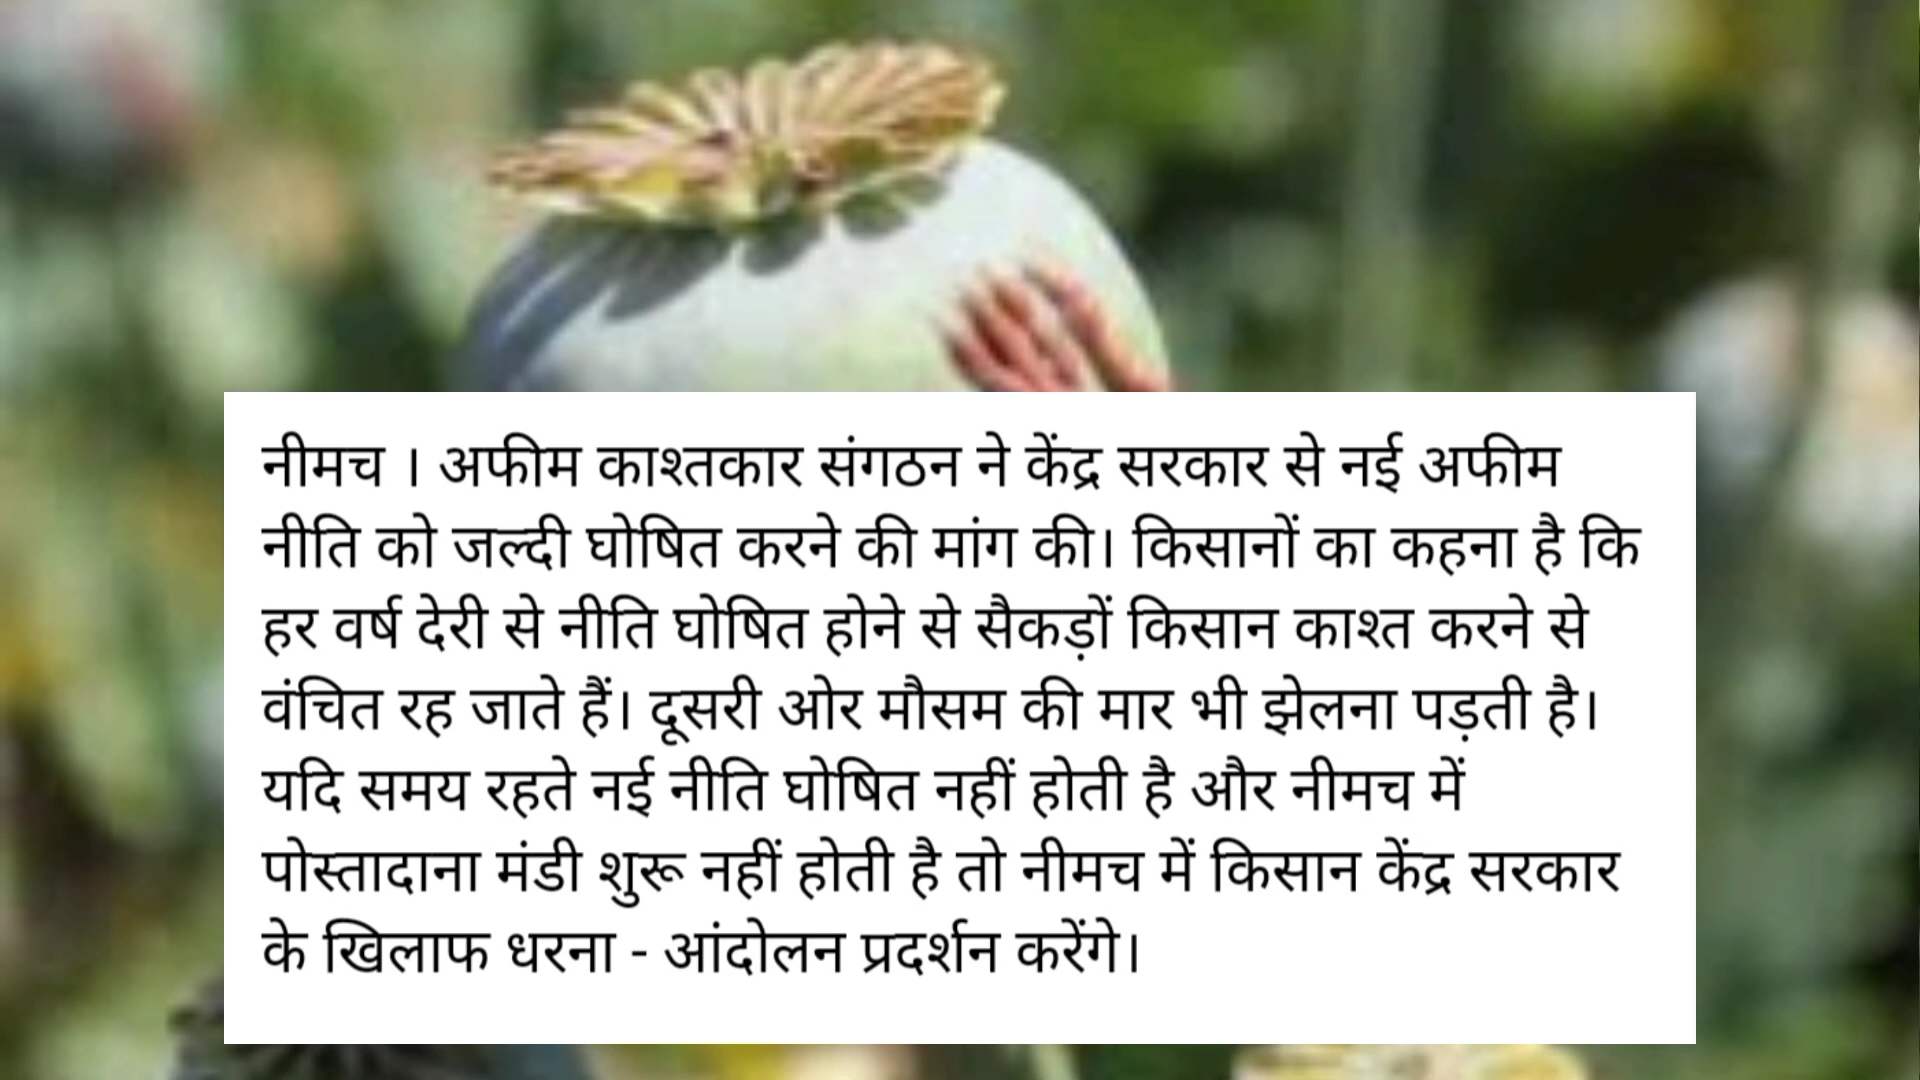 नीमच । अफीम काश्तकार संगठन ने केंद्र सरकार से नई अफीम
नीति को जल्दी घोषित करने की मांग की। किसानों का कहना है कि
हर वर्ष देरी से नीति घोषित होने से सैकड़ों किसान काश्त करने से
वंचित रह जाते हैं। दूसरी ओर मौसम की मार भी झेलना पड़ती है।
यदि समय रहते नई नीति घोषित नहीं होती है और नीमच में
पोस्तादाना मंडी शुरू नहीं होती है तो नीमच में किसान केंद्र सरकार
के खिलाफ धरना - आंदोलन प्रदर्शन करेंगे।